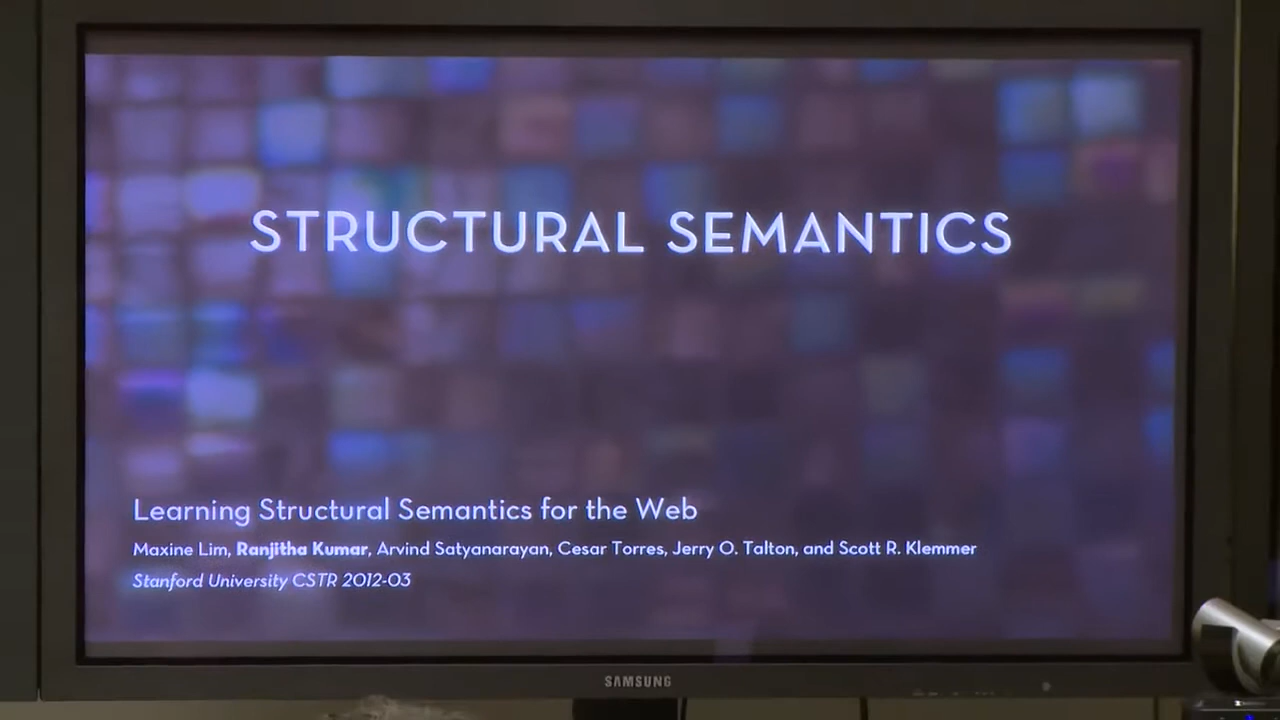 STRUCTURAL SEMANTICS
Learning Structural Semantics for the Web
Maxine Lim, Ranjitha Kumar, Arvind Satyanarayan, Cesar Torres, Jerry O. Talton, and Scott R. Klemmer
Stanford University CSTR 2012-03
SAMSUNG